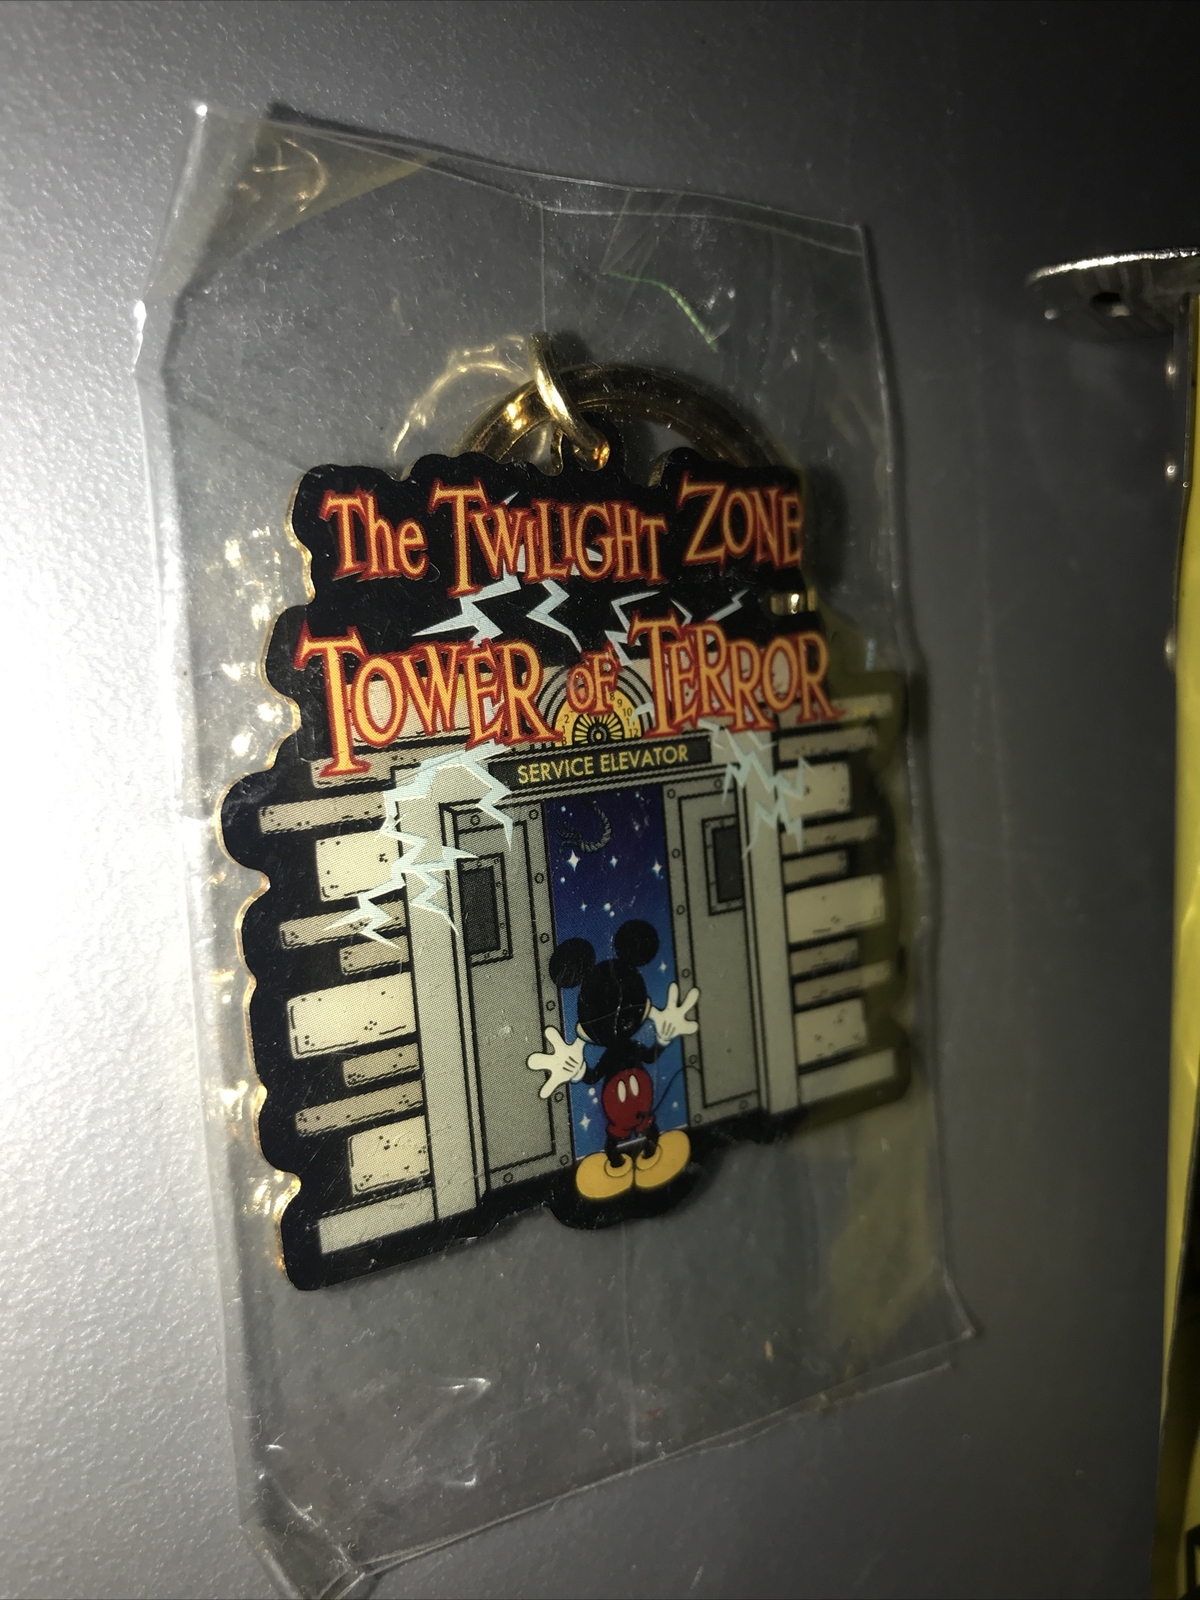 The TWILIGHT ZONE
TOWER OF TERROR
SERVICE ELEVATOR